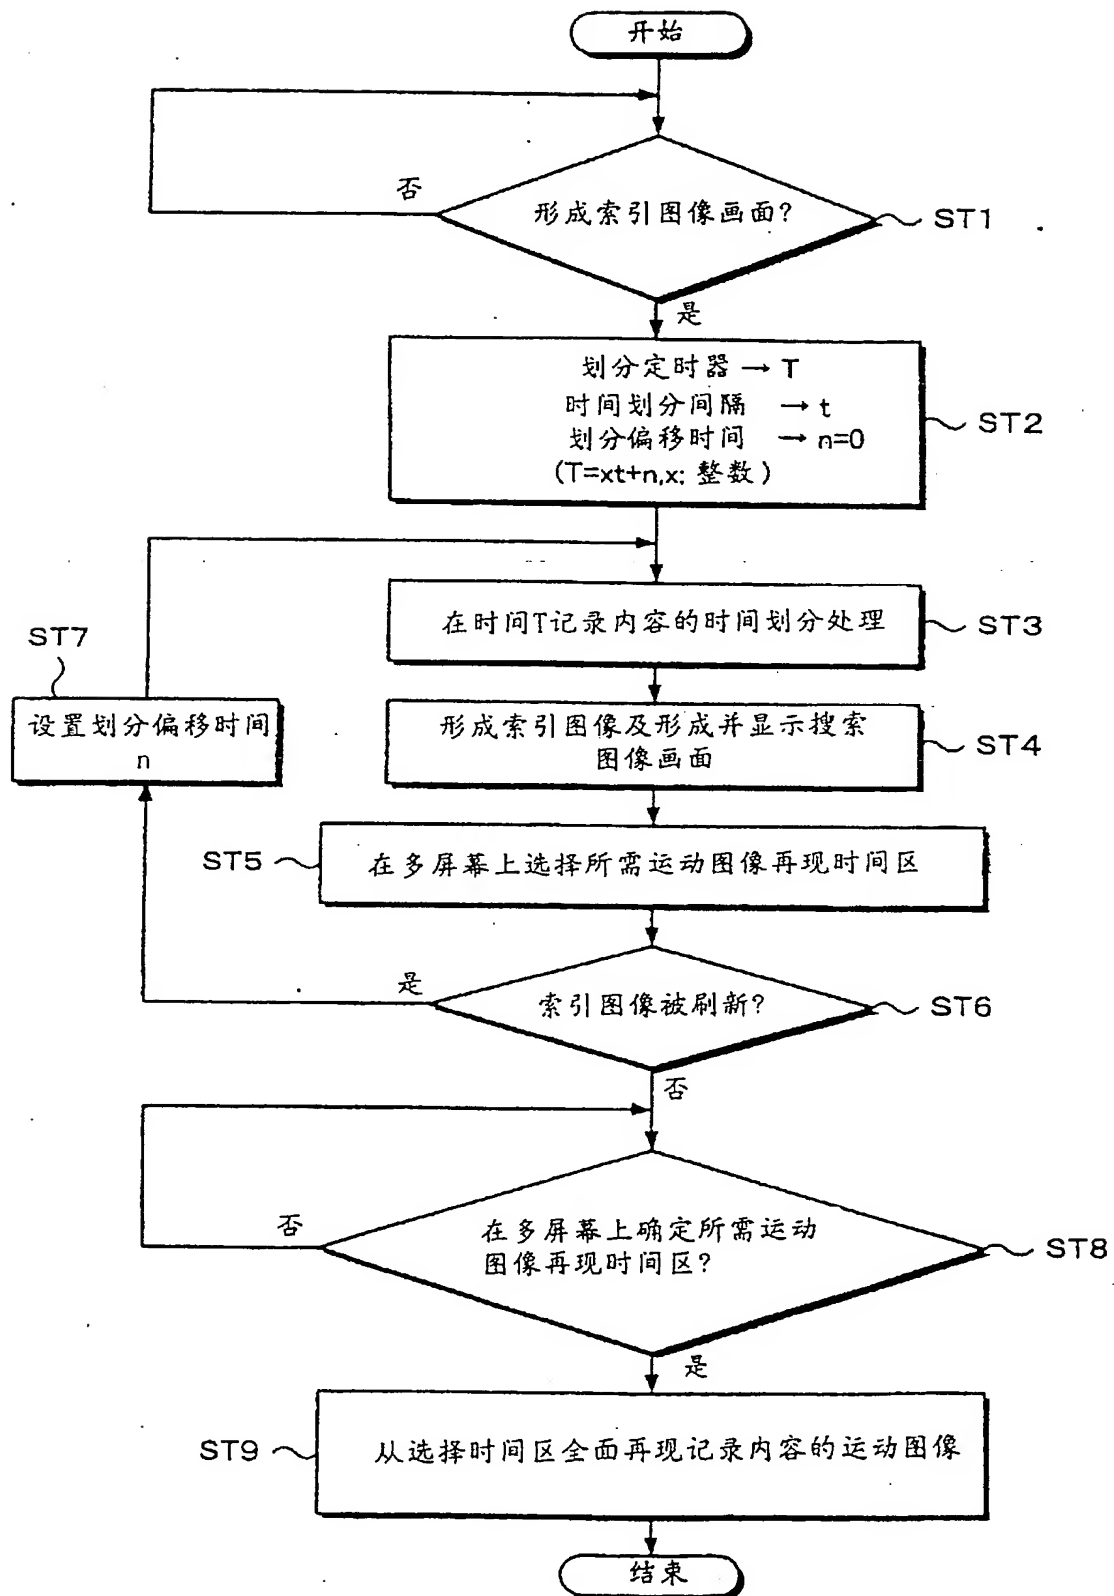 开始
否
形成索引图像画面?
ST1
是
划分定时器 → T
时间划分间隔 → t
划分偏移时间 → n=0
(T=xt+n,x; 整数)
ST2
在时间T记录内容的时间划分处理
ST3
ST7
设置划分偏移时间
n
形成索引图像及形成并显示搜索
图像画面
ST4
ST5
在多屏幕上选择所需运动图像再现时间区
是
索引图像被刷新?
ST6
否
否
在多屏幕上确定所需运动
图像再现时间区?
ST8
是
ST9
从选择时间区全面再现记录内容的运动图像
结束